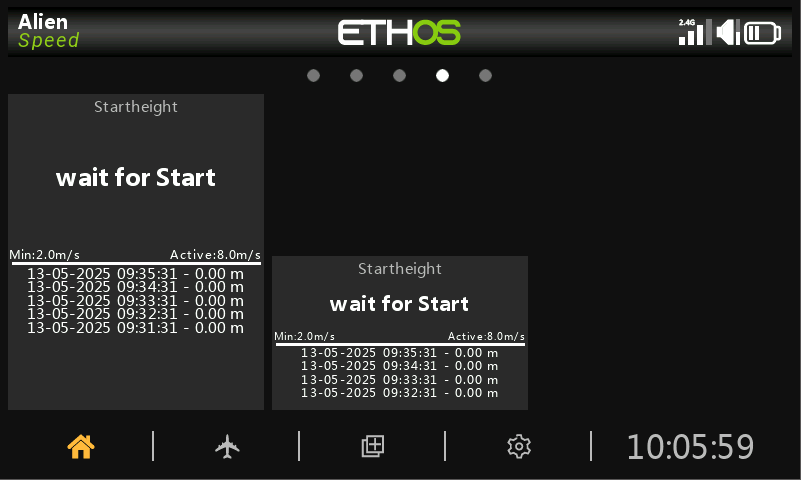 Alien
Speed
ETHOS
2.4G
Startheight
wait for Start
Min:2.0m/s Active:8.0m/s
13-05-2025 09:35:31 - 0.00 m
13-05-2025 09:34:31 - 0.00 m
13-05-2025 09:33:31 - 0.00 m
13-05-2025 09:32:31 - 0.00 m
13-05-2025 09:31:31 - 0.00 m
Startheight
wait for Start
Min:2.0m/s Active:8.0m/s
13-05-2025 09:35:31 - 0.00 m
13-05-2025 09:34:31 - 0.00 m
13-05-2025 09:33:31 - 0.00 m
13-05-2025 09:32:31 - 0.00 m
10:05:59